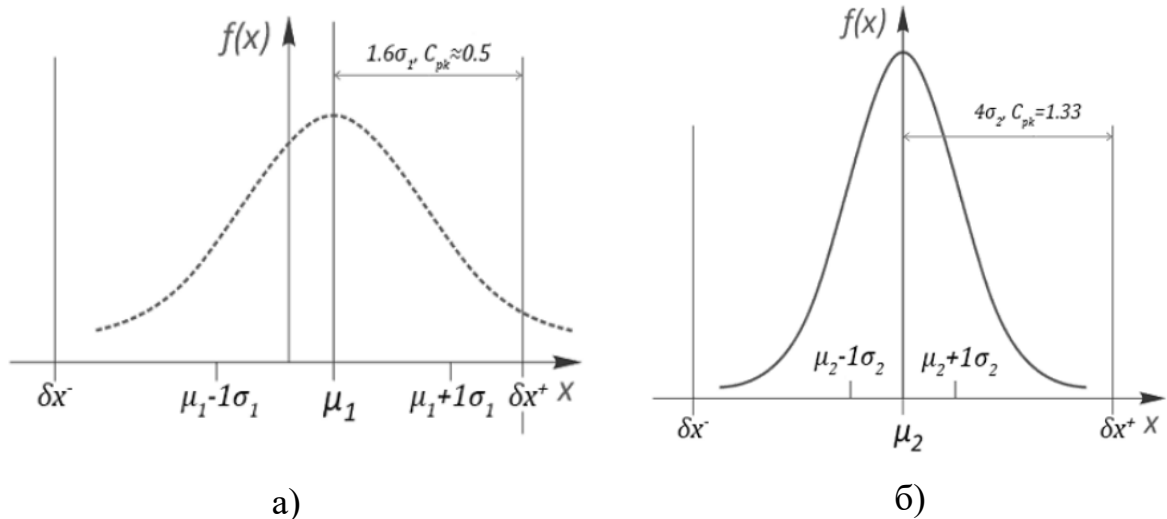 f(x)
1.6σ₁, Cₚₖ≈0.5
δx⁻
μ₁-1σ₁
μ₁
μ₁+1σ₁
δx⁺
x
а)
f(x)
4σ₂, Cₚₖ=1.33
μ₂-1σ₂
μ₂+1σ₂
δx⁻
μ₂
δx⁺
x
б)